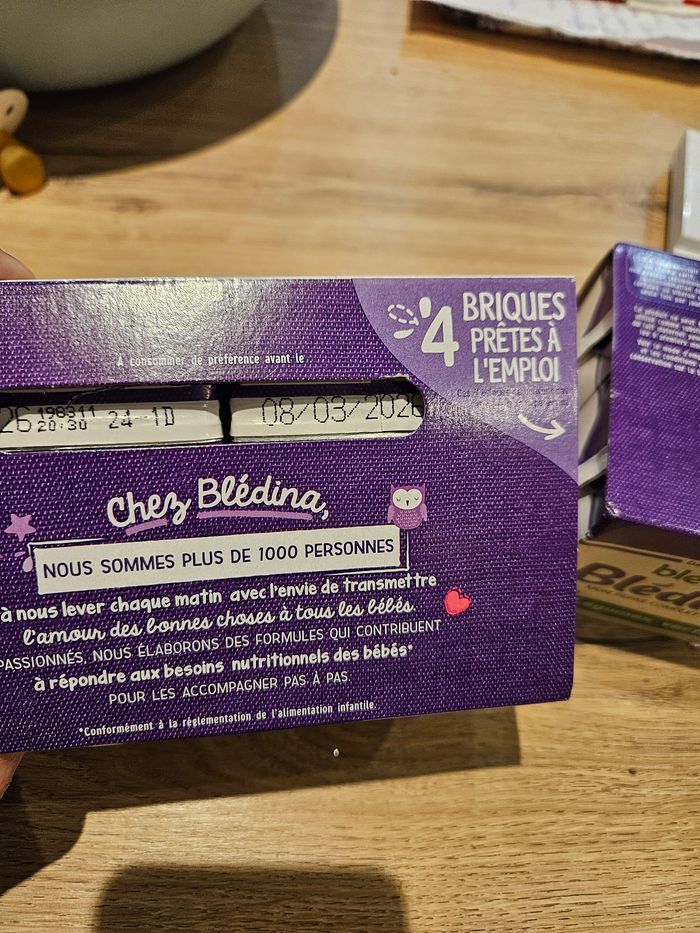 À consommer de préférence avant le :
4 BRIQUES
PRÊTES À
L'EMPLOI
26 198311 24 1D
20:30
08/03/2026
Chez Blédina,
NOUS SOMMES PLUS DE 1000 PERSONNES
à nous lever chaque matin avec l'envie de transmettre
l'amour des bonnes choses à tous les bébés.
PASSIONNÉS, NOUS ÉLABORONS DES FORMULES QUI CONTRIBUENT
à répondre aux besoins nutritionnels des bébés*
POUR LES ACCOMPAGNER PAS À PAS.
*Conformément à la réglementation de l'alimentation infantile.